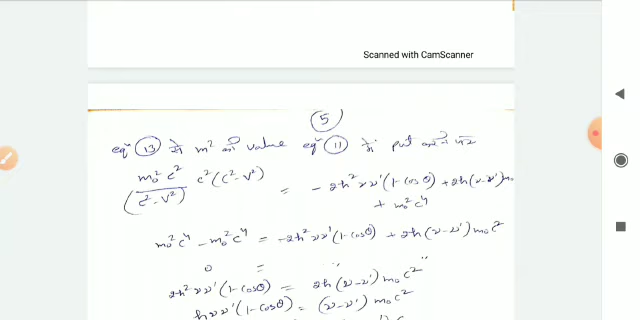 Scanned with CamScanner
5
eqⁿ (13) से m² का value eqⁿ (11) में put करने पर
m₀²c² / (c²-v²) c²(c²-v²) = -2h²νν'(1-cosθ) + 2h(ν-ν')m₀
+ m₀²c⁴
m₀²c⁴ - m₀²c⁴ = -2h²νν'(1-cosθ) + 2h(ν-ν')m₀c²
0 = " "
2h²νν'(1-cosθ) = 2h(ν-ν')m₀c²
hνν'(1-cosθ) = (ν-ν')m₀c²